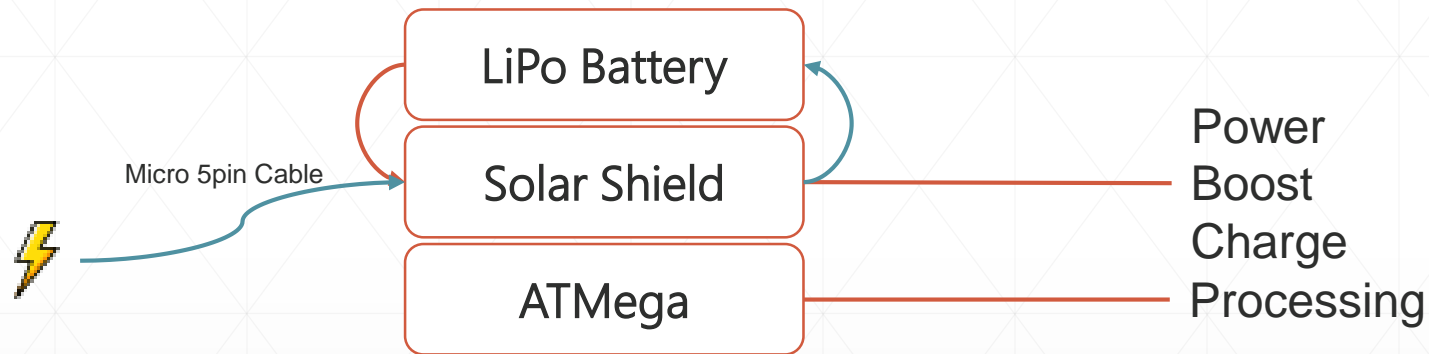 LiPo Battery
Micro 5pin Cable
Solar Shield
ATMega
Power
Boost
Charge
Processing